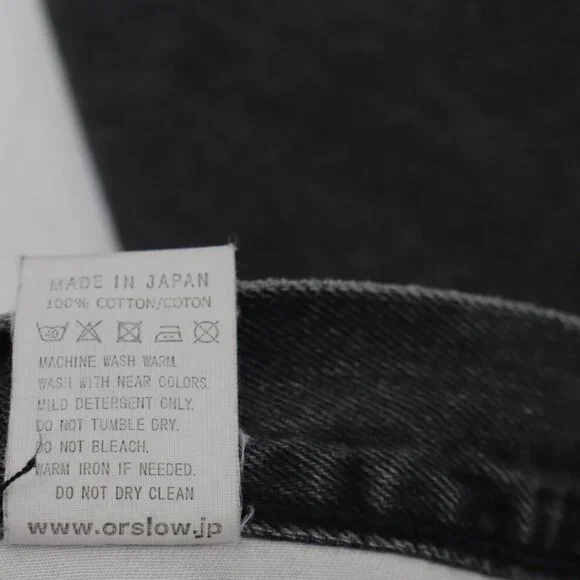 MADE IN JAPAN
100% COTTON/COTON
40
MACHINE WASH WARM.
WASH WITH NEAR COLORS.
MILD DETERGENT ONLY.
DO NOT TUMBLE DRY.
DO NOT BLEACH.
WARM IRON IF NEEDED.
DO NOT DRY CLEAN
www.orslow.jp